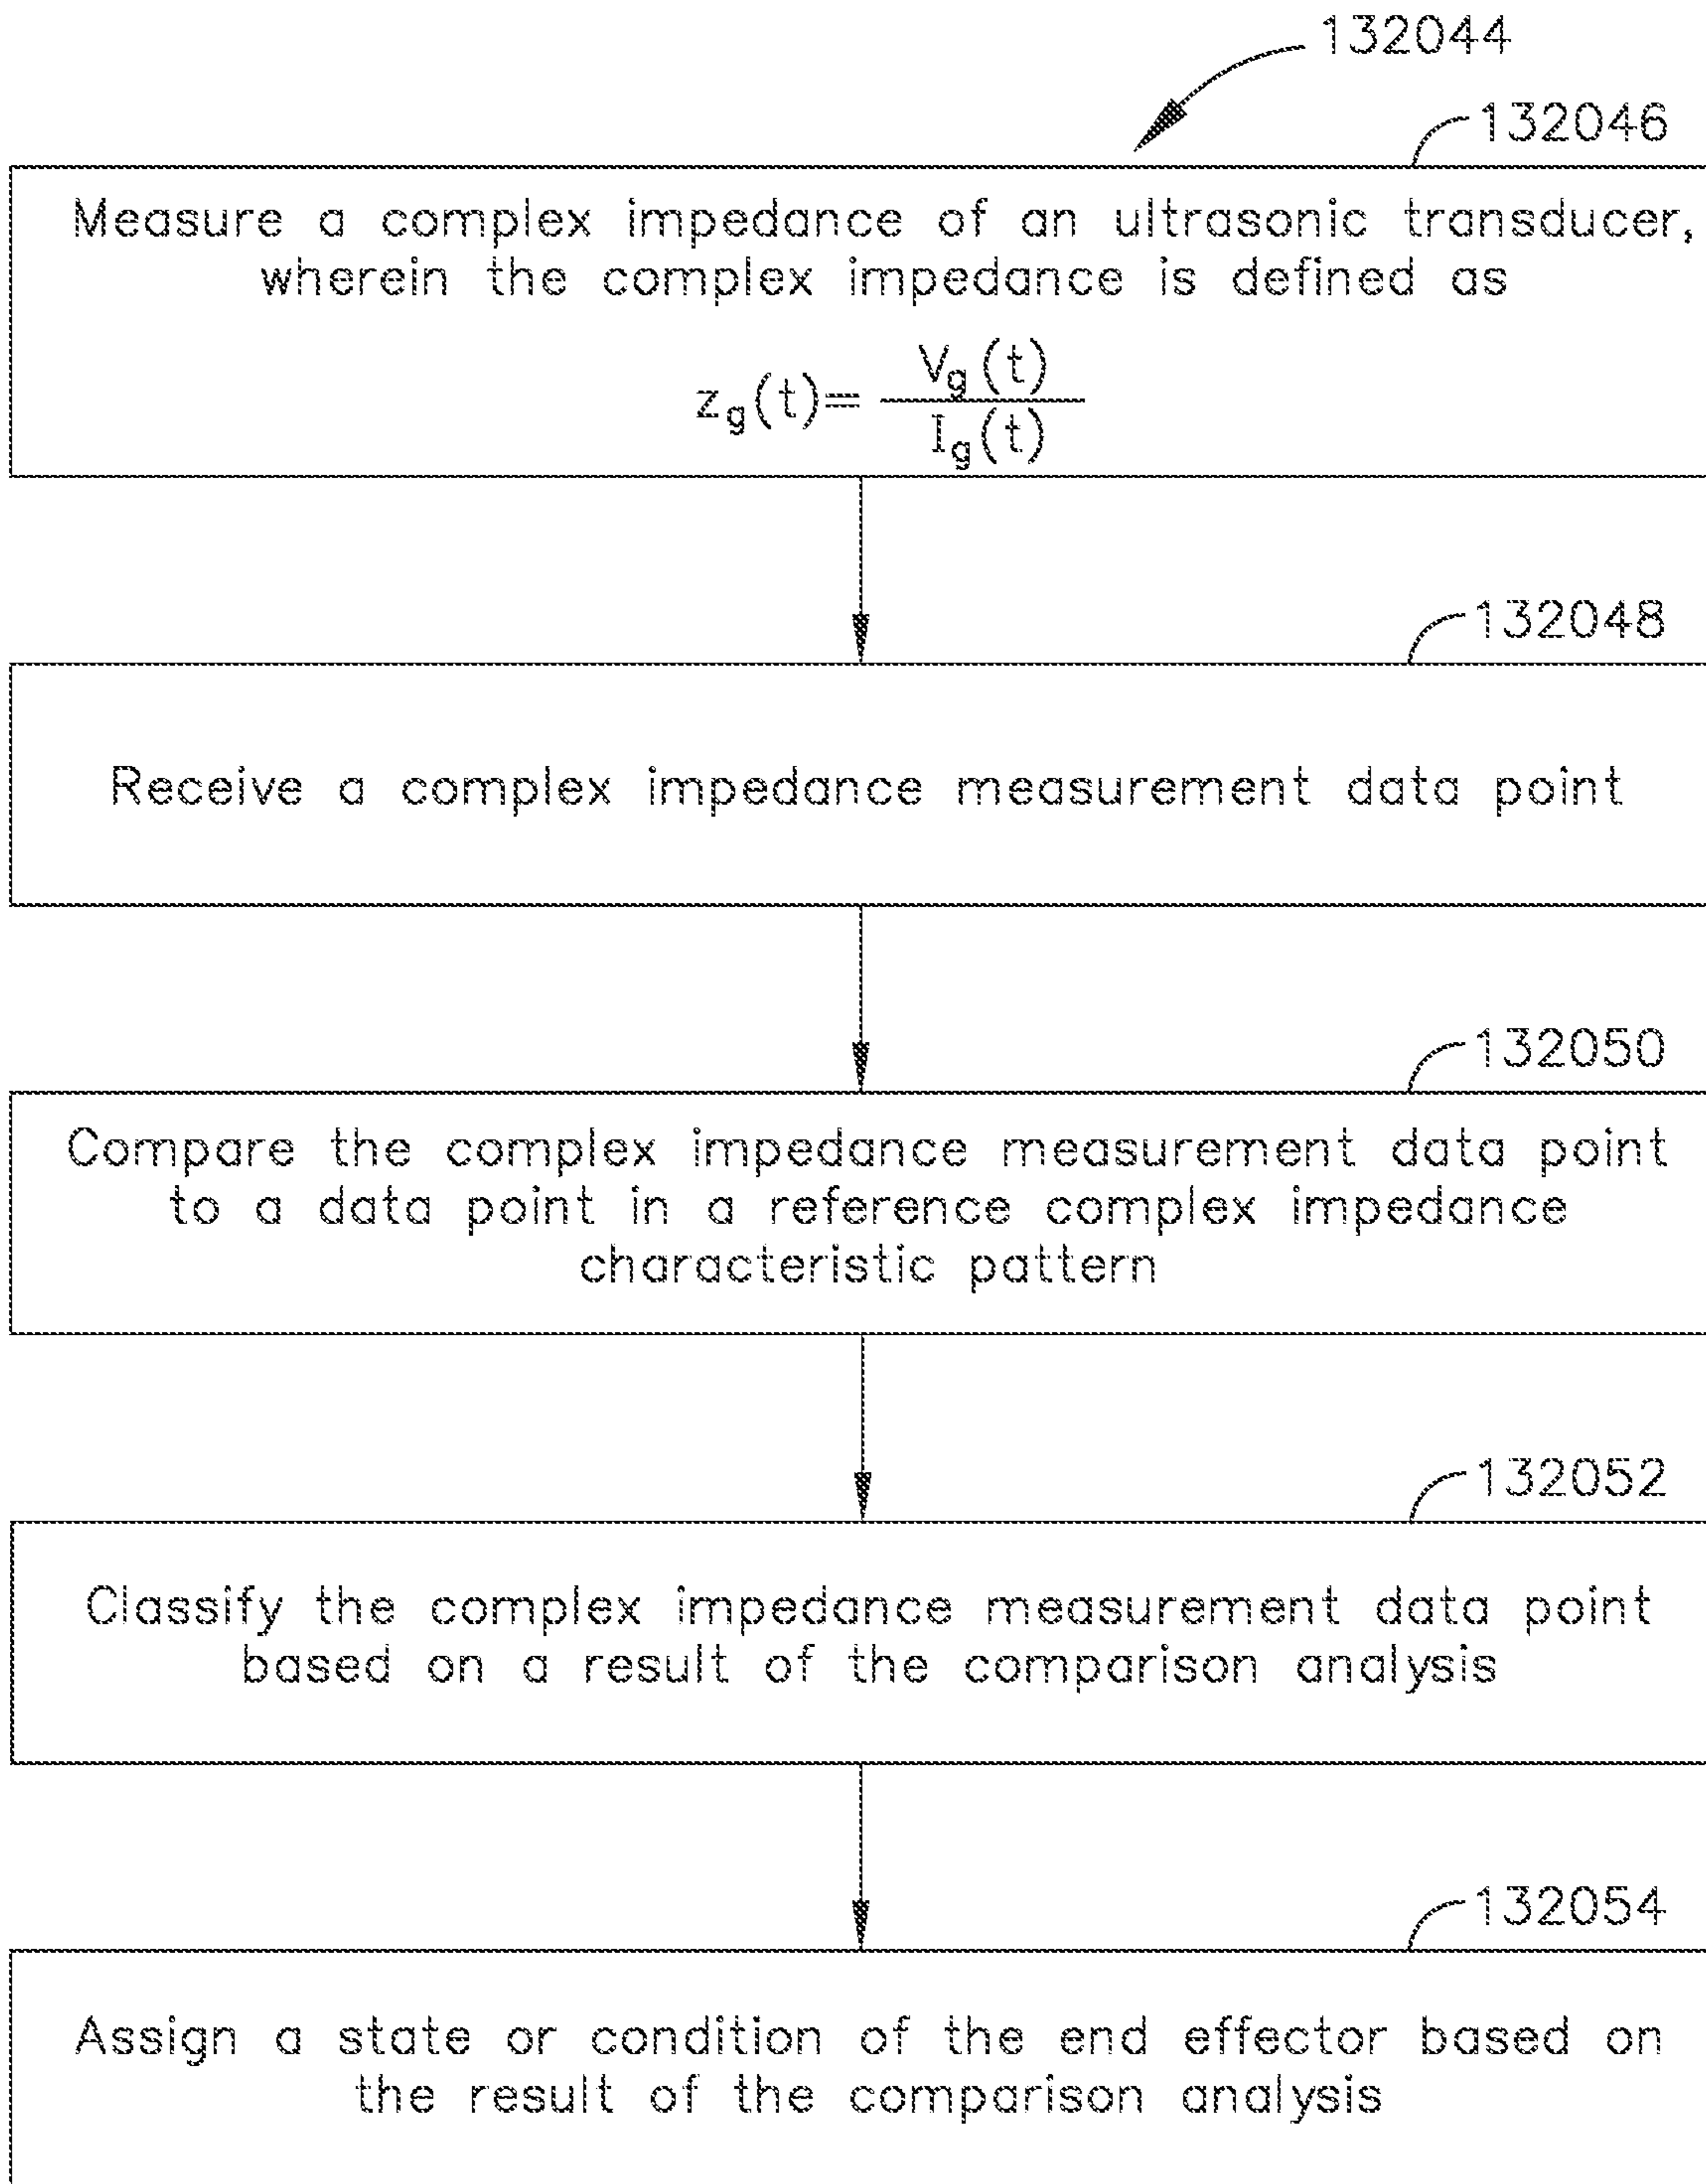 132044
132046
Measure a complex impedance of an ultrasonic transducer,
wherein the complex impedance is defined as
z_g(t)= V_g(t)
I_g(t)
132048
Receive a complex impedance measurement data point
132050
Compare the complex impedance measurement data point
to a data point in a reference complex impedance
characteristic pattern
132052
Classify the complex impedance measurement data point
based on a result of the comparison analysis
132054
Assign a state or condition of the end effector based on
the result of the comparison analysis